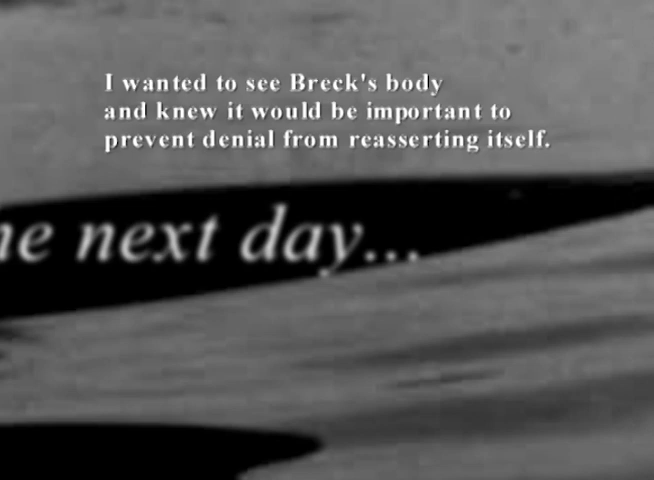 I wanted to see Breck's body
and knew it would be important to
prevent denial from reasserting itself.
next day...